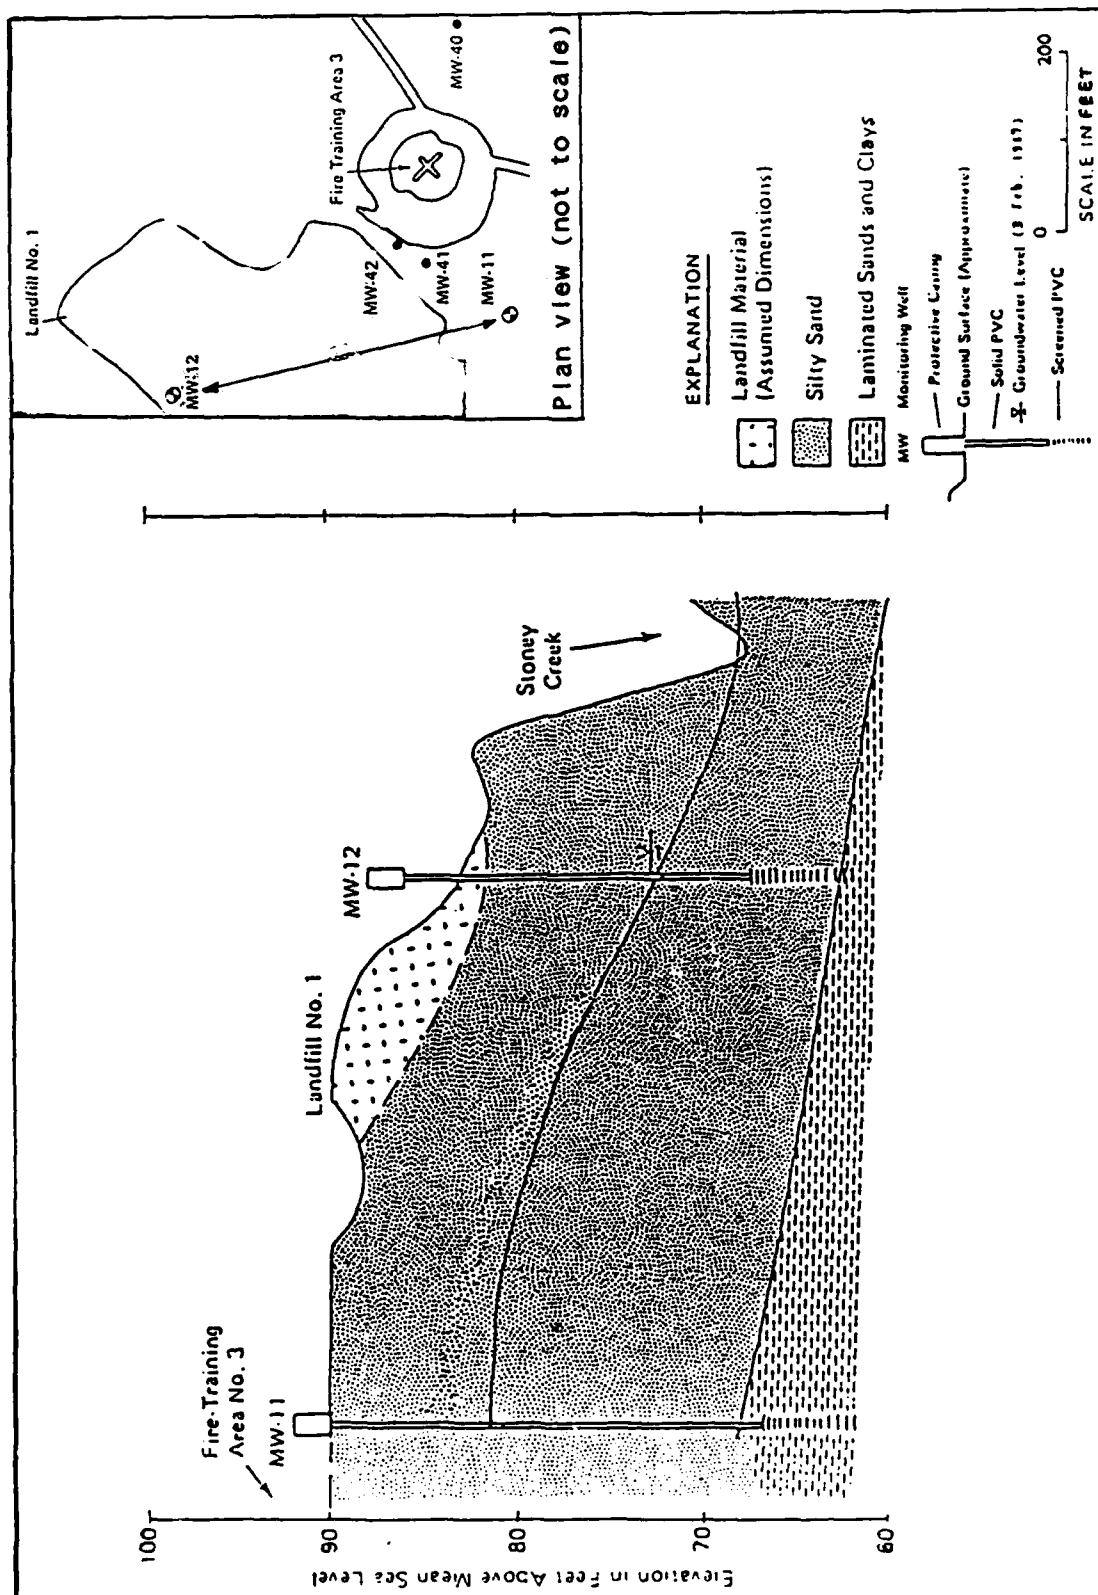 Elevation in Feet Above Mean Sea Level
100
90
80
70
60
Fire-Training
Area No. 3
MW-11
Landfill No. 1
MW-12
Stoney
Creek
Landfill No. 1
MW-12
MW-42
MW-41
MW-11
Fire Training Area 3
MW-40
Plan view (not to scale)
EXPLANATION
Landfill Material
(Assumed Dimensions)
Silty Sand
Laminated Sands and Clays
MW Monitoring Well
Protective Casing
Ground Surface (Approximate)
Solid PVC
Groundwater Level (3 Feb. 1987)
Screened PVC
0
200
SCALE IN FEET